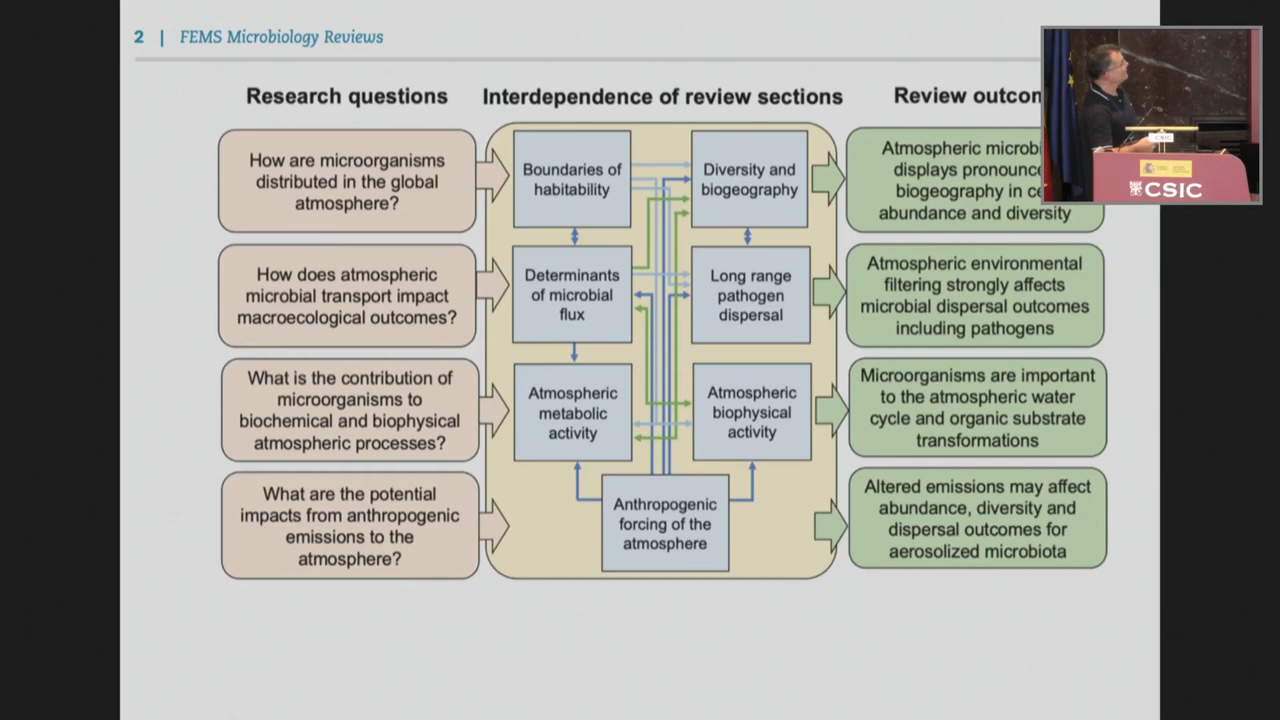 2 | FEMS Microbiology Reviews
Research questions
Interdependence of review sections
Review
How are microorganisms
distributed in the global
atmosphere?
How does atmospheric
microbial transport impact
macroecological outcomes?
What is the contribution of
microorganisms to
biochemical and biophysical
atmospheric processes?
What are the potential
impacts from anthropogenic
emissions to the
atmosphere?
Boundaries of
habitability
Diversity and
biogeography
Determinants
of microbial
flux
Long range
pathogen
dispersal
Atmospheric
metabolic
activity
Atmospheric
biophysical
activity
Anthropogenic
forcing of the
atmosphere
Atmospheric
displays
biogeography in
abundance and diversity
Atmospheric environmental
filtering strongly affects
microbial dispersal outcomes
including pathogens
Microorganisms are important
to the atmospheric water
cycle and organic substrate
transformations
Altered emissions may affect
abundance, diversity and
dispersal outcomes for
aerosolized microbiota
CSIC
CSIC